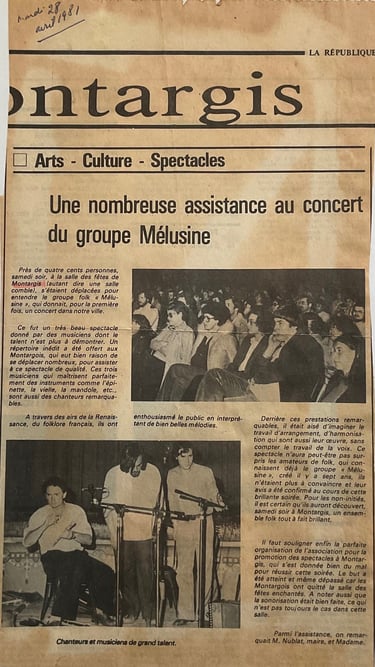 mardi 28
avril 1981
LA RÉPUBLIQUE
ontargis
Arts - Culture - Spectacles
Une nombreuse assistance au concert
du groupe Mélusine
Près de quatre cents personnes,
samedi soir, à la salle des fêtes de
Montargis (autant dire une salle
comble), s'étaient déplacées pour
entendre le groupe folk « Mélu-
sine », qui donnait, pour la première
fois, un concert dans notre ville.
Ce fut un très beau spectacle
donné par des musiciens dont le
talent n'est plus à démontrer. Un
répertoire inédit a été offert aux
Montargois, qui eut bien raison de
se déplacer nombreux, pour assister
à ce spectacle de qualité. Ces trois
musiciens qui maîtrisent parfaite-
ment des instruments comme l'épi-
nette, la vielle, la mandole, etc.,
sont aussi des chanteurs remarqua-
bles.
A travers des airs de la Renais-
sance, du folklore français, ils ont
enthousiasmé le public en interpré-
tant de bien belles mélodies.
Derrière ces prestations remar-
quables, il était aisé d'imaginer le
travail d'arrangement, d'harmonisa-
tion qui sont aussi leur œuvre, sans
compter le travail de la voix. Ce
spectacle n'aura peut-être pas sur-
pris les amateurs de folk, qui con-
naissent déjà le groupe « Mélu-
sine », créé il y a sept ans, ils
n'étaient plus à convaincre et leur
avis a été confirmé au cours de cette
brillante soirée. Pour les non-initiés,
il est certain qu'ils auront découvert,
samedi soir à Montargis, un ensem-
ble folk tout à fait brillant.
Il faut souligner enfin la parfaite
organisation de l'association pour la
promotion des spectacles à Montar-
gis, qui s'est donnée bien du mal
pour réussir cette soirée. Le but a
été atteint et même dépassé car les
Montargois ont quitté la salle des
fêtes enchantés. A noter aussi que
la sonorisation était bien faite, ce qui
n'est pas toujours le cas dans cette
salle.
Parmi l'assistance, on remar-
quait M. Nublat, maire, et Madame.
Chanteurs et musiciens de grand talent.